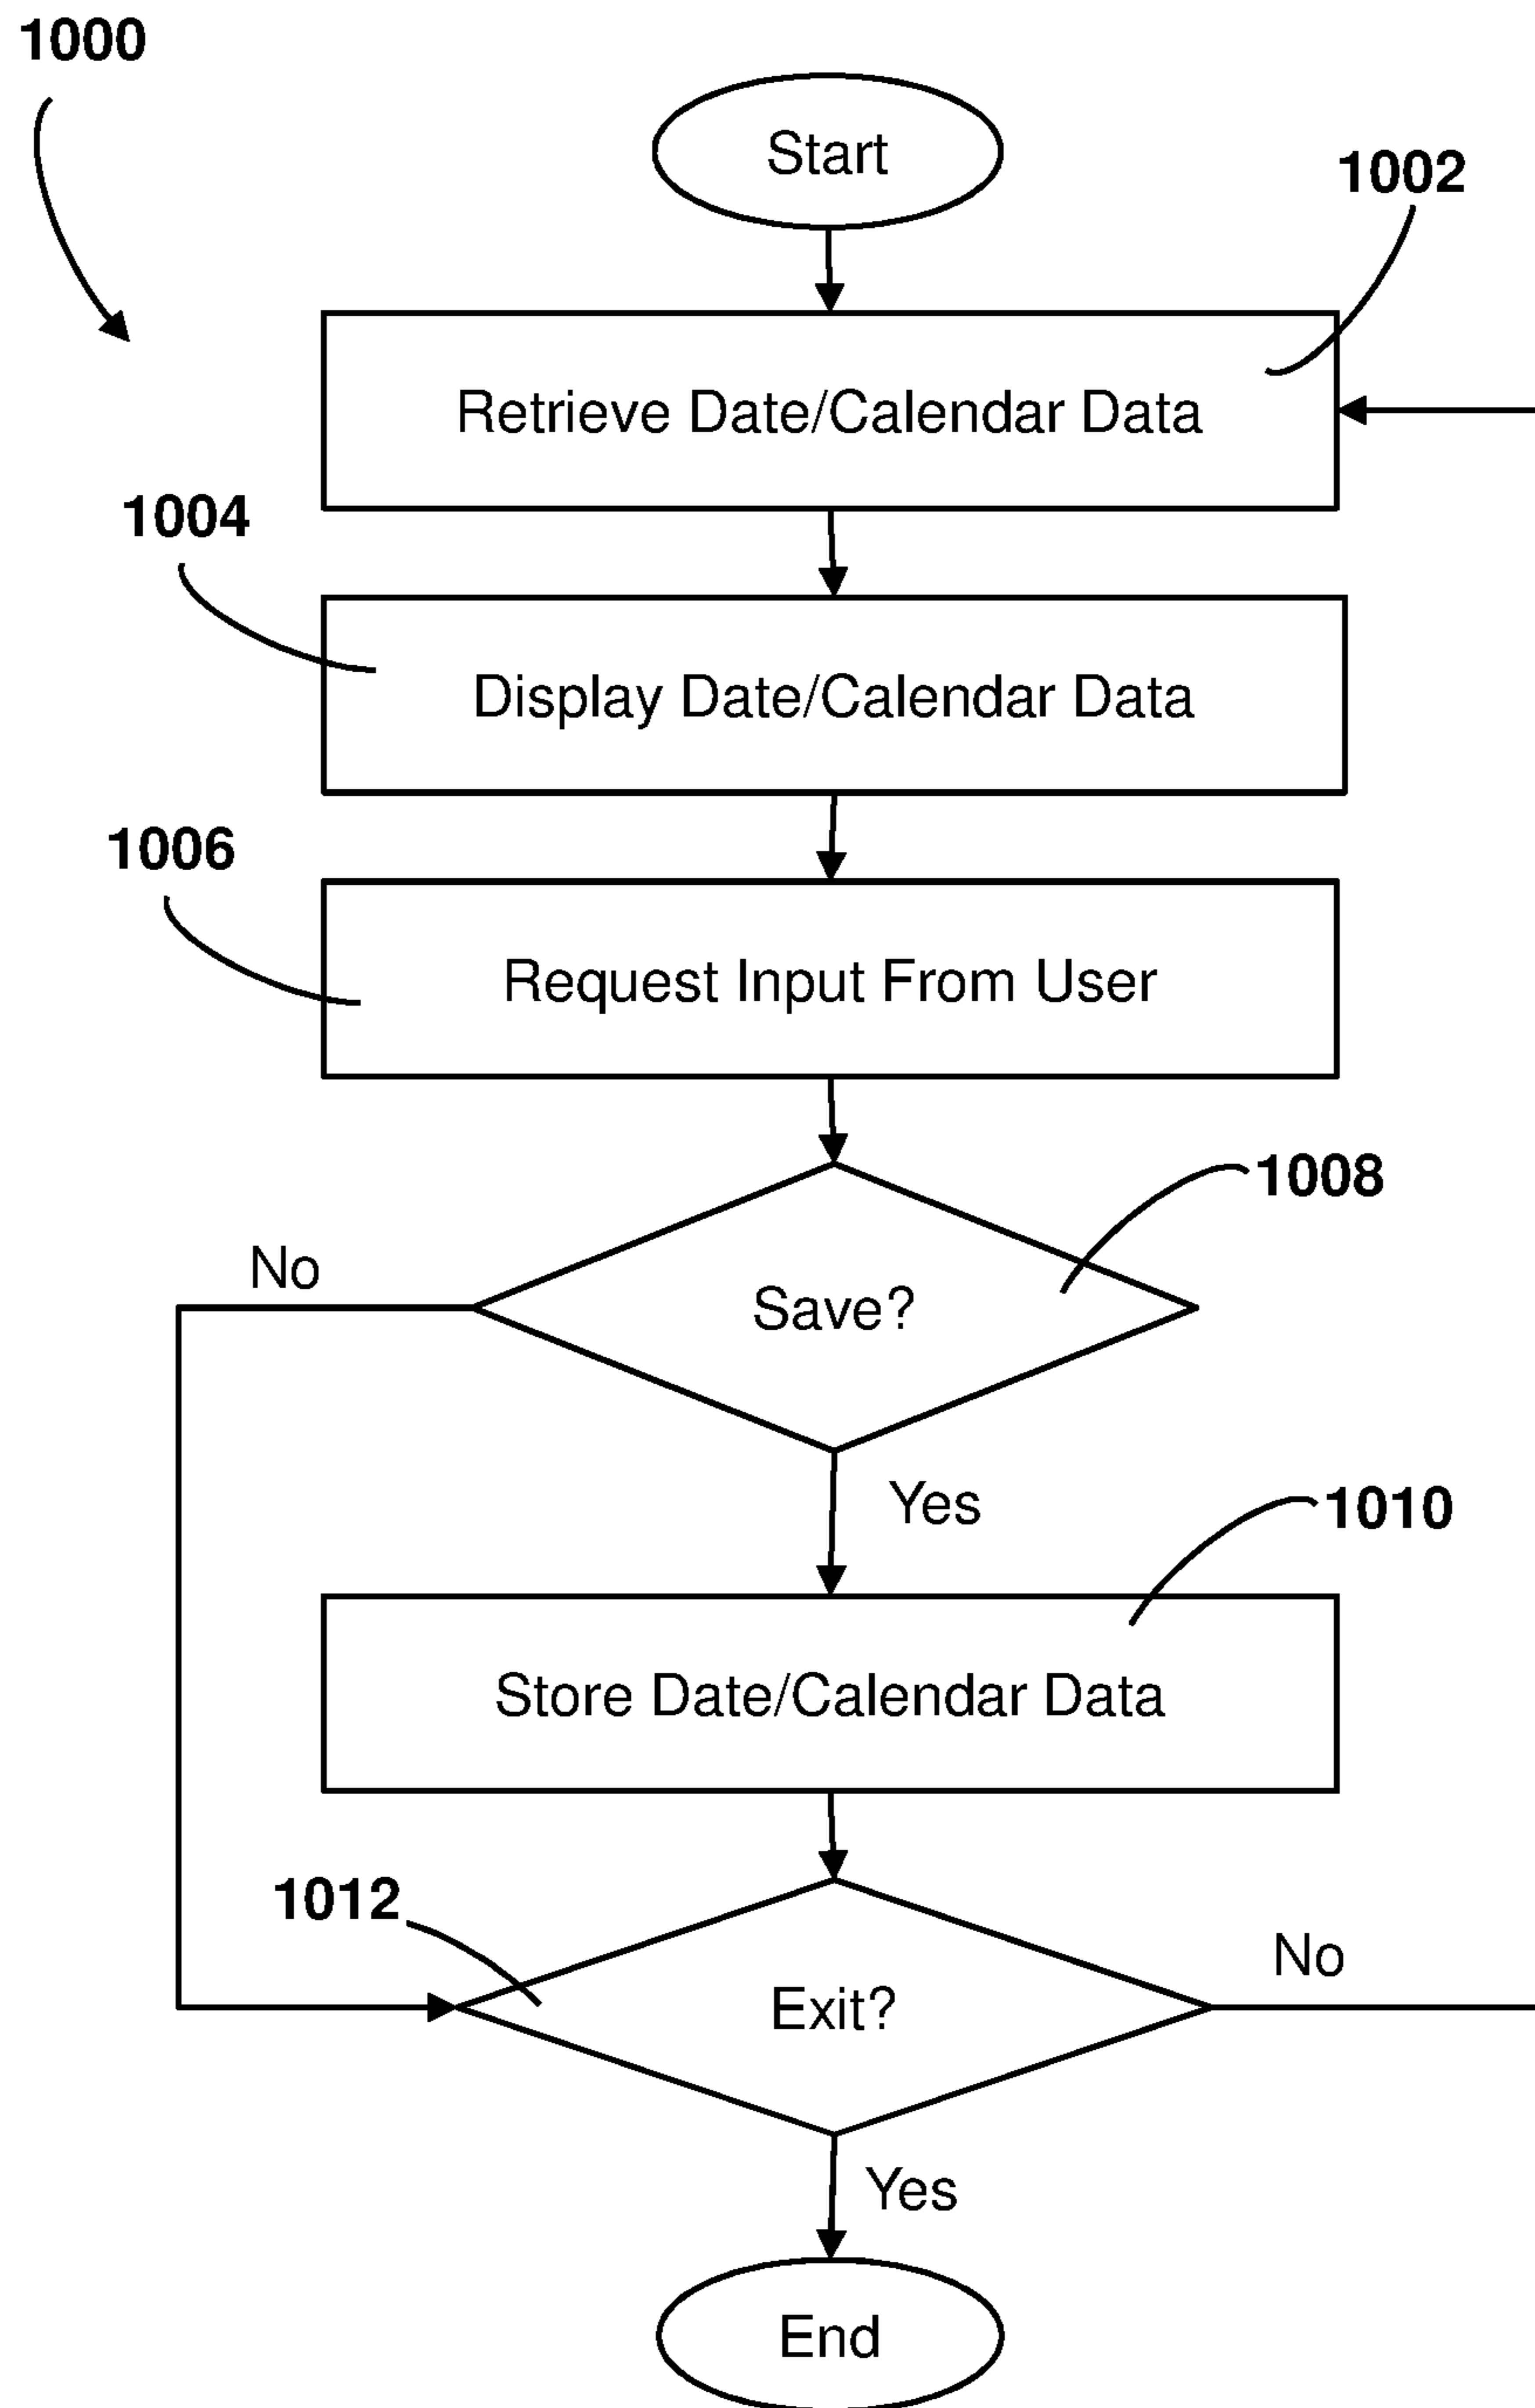 1000
Start
1002
Retrieve Date/Calendar Data
1004
Display Date/Calendar Data
1006
Request Input From User
1008
No
Save?
Yes
1010
Store Date/Calendar Data
1012
No
Exit?
Yes
End